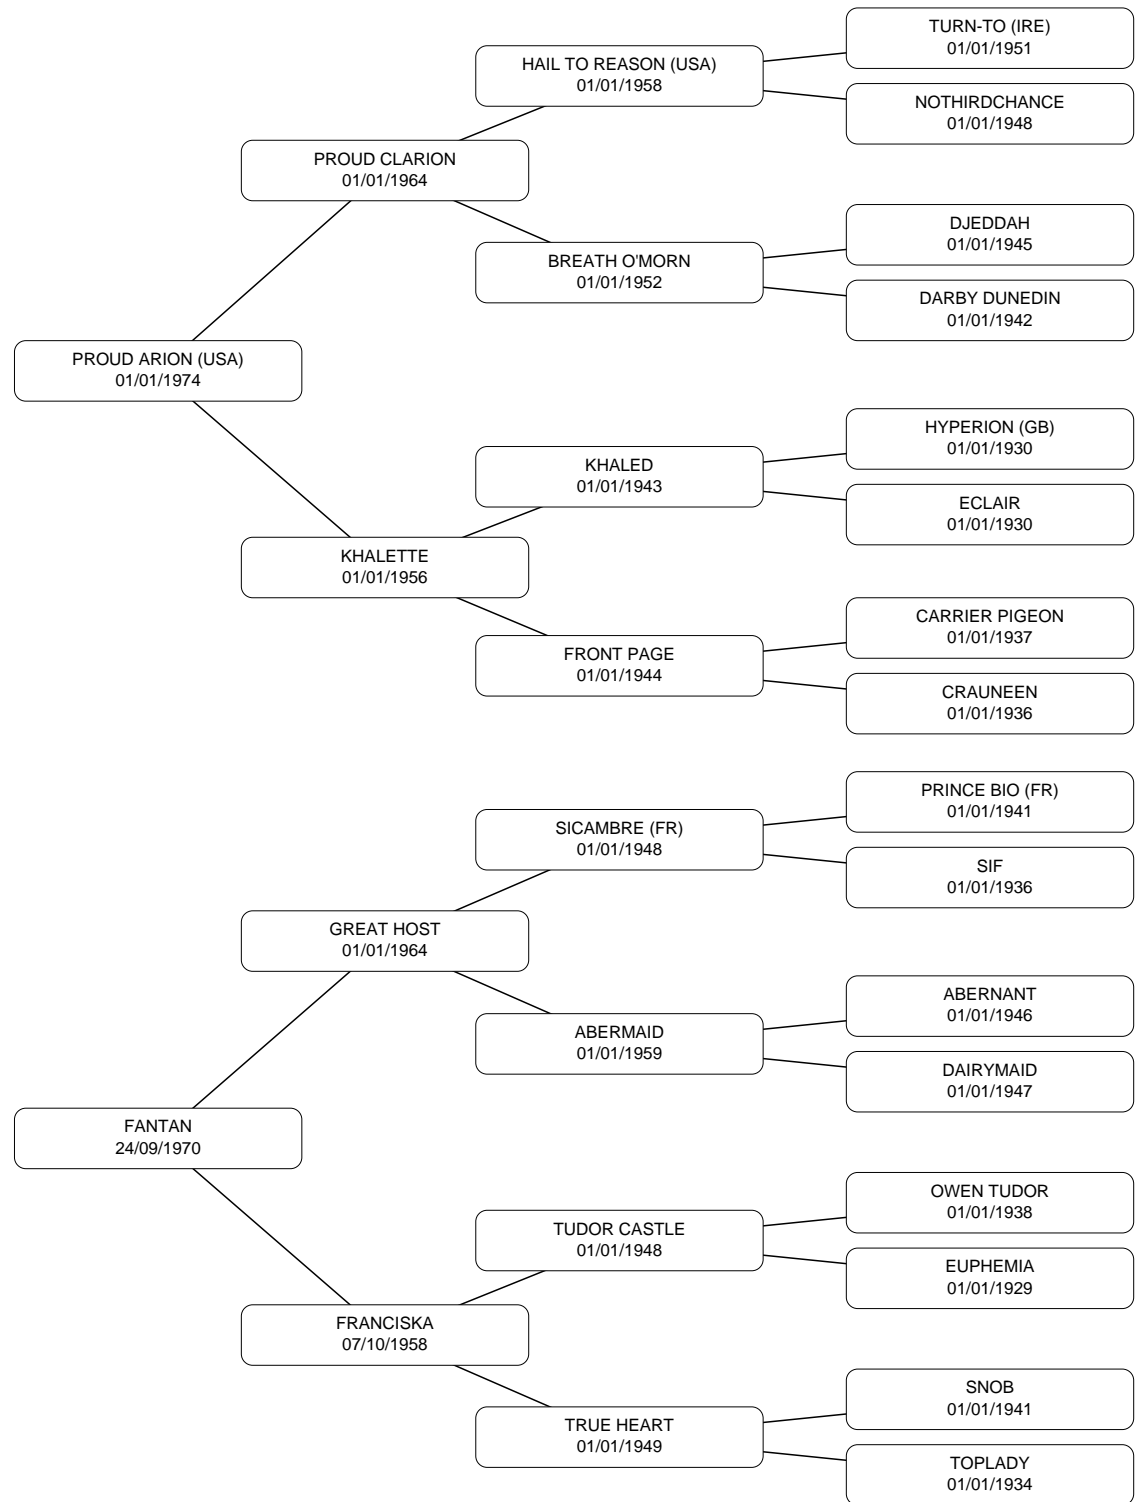 TURN-TO (IRE)
01/01/1951
HAIL TO REASON (USA)
01/01/1958
NOTHIRDCHANCE
01/01/1948
PROUD CLARION
01/01/1964
DJEDDAH
01/01/1945
BREATH O'MORN
01/01/1952
DARBY DUNEDIN
01/01/1942
PROUD ARION (USA)
01/01/1974
HYPERION (GB)
01/01/1930
KHALED
01/01/1943
ECLAIR
01/01/1930
KHALETTE
01/01/1956
CARRIER PIGEON
01/01/1937
FRONT PAGE
01/01/1944
CRAUNEEN
01/01/1936
PRINCE BIO (FR)
01/01/1941
SICAMBRE (FR)
01/01/1948
SIF
01/01/1936
GREAT HOST
01/01/1964
ABERNANT
01/01/1946
ABERMAID
01/01/1959
DAIRYMAID
01/01/1947
FANTAN
24/09/1970
OWEN TUDOR
01/01/1938
TUDOR CASTLE
01/01/1948
EUPHEMIA
01/01/1929
FRANCISKA
07/10/1958
SNOB
01/01/1941
TRUE HEART
01/01/1949
TOPLADY
01/01/1934